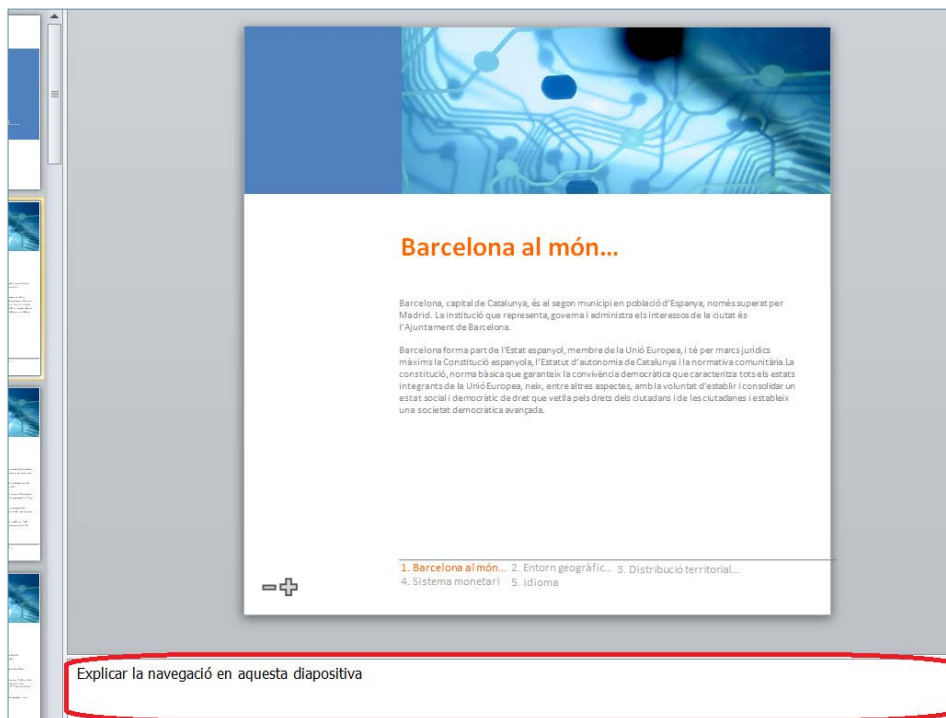 Barcelona al món...
Barcelona, capital de Catalunya, és el segon municipi en població d'Espanya, només superat per
Madrid. La institució que representa, governa i administra els interessos de la ciutat és
l'Ajuntament de Barcelona.
Barcelona forma part de l'Estat espanyol, membre de la Unió Europea, i té per marcs jurídics
màxims la Constitució espanyola, l'Estatut d'autonomia de Catalunya i la normativa comunitària. La
constitució, norma bàsica que garanteix la convivència democràtica que caracteritza tots els estats
integrants de la Unió Europea, neix, entre altres aspectes, amb la voluntat d'establir i consolidar un
estat social i democràtic de dret que vetlla pels drets dels ciutadans i de les ciutadanes i estableix
una societat democràtica avançada.
1. Barcelona al món... 2. Entorn geogràfic... 3. Distribució territorial...
4. Sistema monetari 5. idioma
Explicar la navegació en aquesta diapositiva